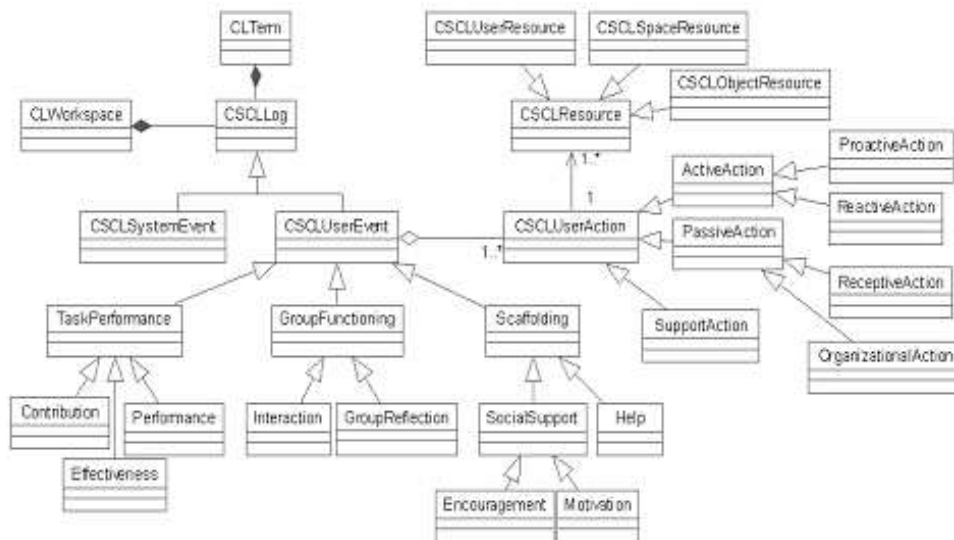 CLTerm
CSCLUserResource
CSCLSpaceResource
CSCLObjectResource
CLWorkspace
CSCLLog
CSCLResource
1..*
ProactiveAction
ActiveAction
1
ReactiveAction
CSCLSystemEvent
CSCLUserEvent
1..*
CSCLUserAction
PassiveAction
ReceptiveAction
TaskPerformance
GroupFunctioning
Scaffolding
SupportAction
OrganizationalAction
Contribution
Performance
Interaction
GroupReflection
SocialSupport
Help
Effectiveness
Encouragement
Motivation